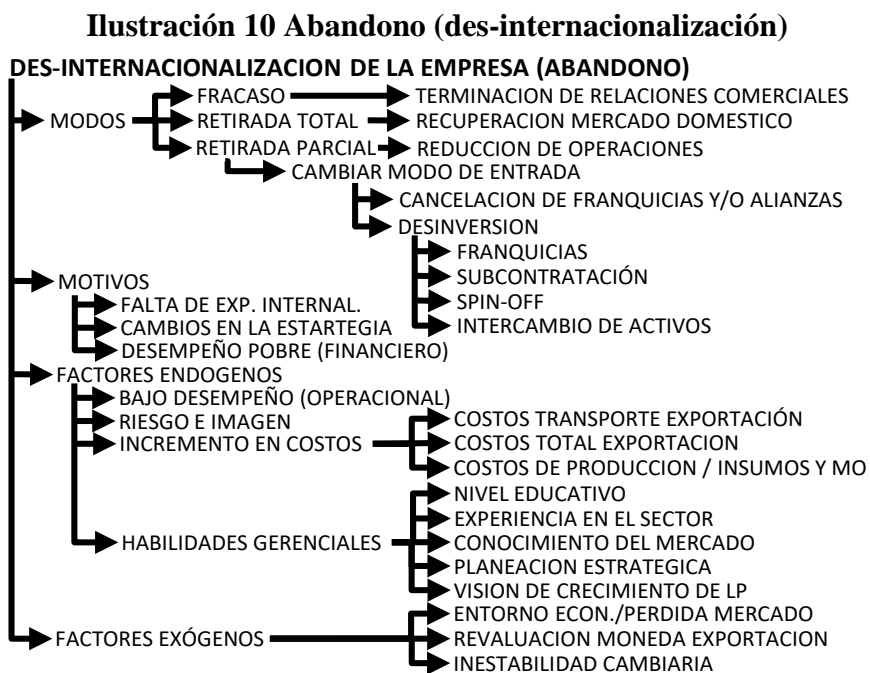 Ilustración 10 Abandono (des-internacionalización)
DES-INTERNACIONALIZACION DE LA EMPRESA (ABANDONO)
MODOS
FRACASO
TERMINACION DE RELACIONES COMERCIALES
RETIRADA TOTAL
RECUPERACION MERCADO DOMESTICO
RETIRADA PARCIAL
REDUCCION DE OPERACIONES
CAMBIAR MODO DE ENTRADA
CANCELACION DE FRANQUICIAS Y/O ALIANZAS
DESINVERSION
FRANQUICIAS
SUBCONTRATACIÓN
SPIN-OFF
INTERCAMBIO DE ACTIVOS
MOTIVOS
FALTA DE EXP. INTERNAL.
CAMBIOS EN LA ESTARTEGIA
DESEMPEÑO POBRE (FINANCIERO)
FACTORES ENDOGENOS
BAJO DESEMPEÑO (OPERACIONAL)
RIESGO E IMAGEN
INCREMENTO EN COSTOS
COSTOS TRANSPORTE EXPORTACIÓN
COSTOS TOTAL EXPORTACION
COSTOS DE PRODUCCION / INSUMOS Y MO
HABILIDADES GERENCIALES
NIVEL EDUCATIVO
EXPERIENCIA EN EL SECTOR
CONOCIMIENTO DEL MERCADO
PLANEACION ESTRATEGICA
VISION DE CRECIMIENTO DE LP
FACTORES EXÓGENOS
ENTORNO ECON./PERDIDA MERCADO
REVALUACION MONEDA EXPORTACION
INESTABILIDAD CAMBIARIA